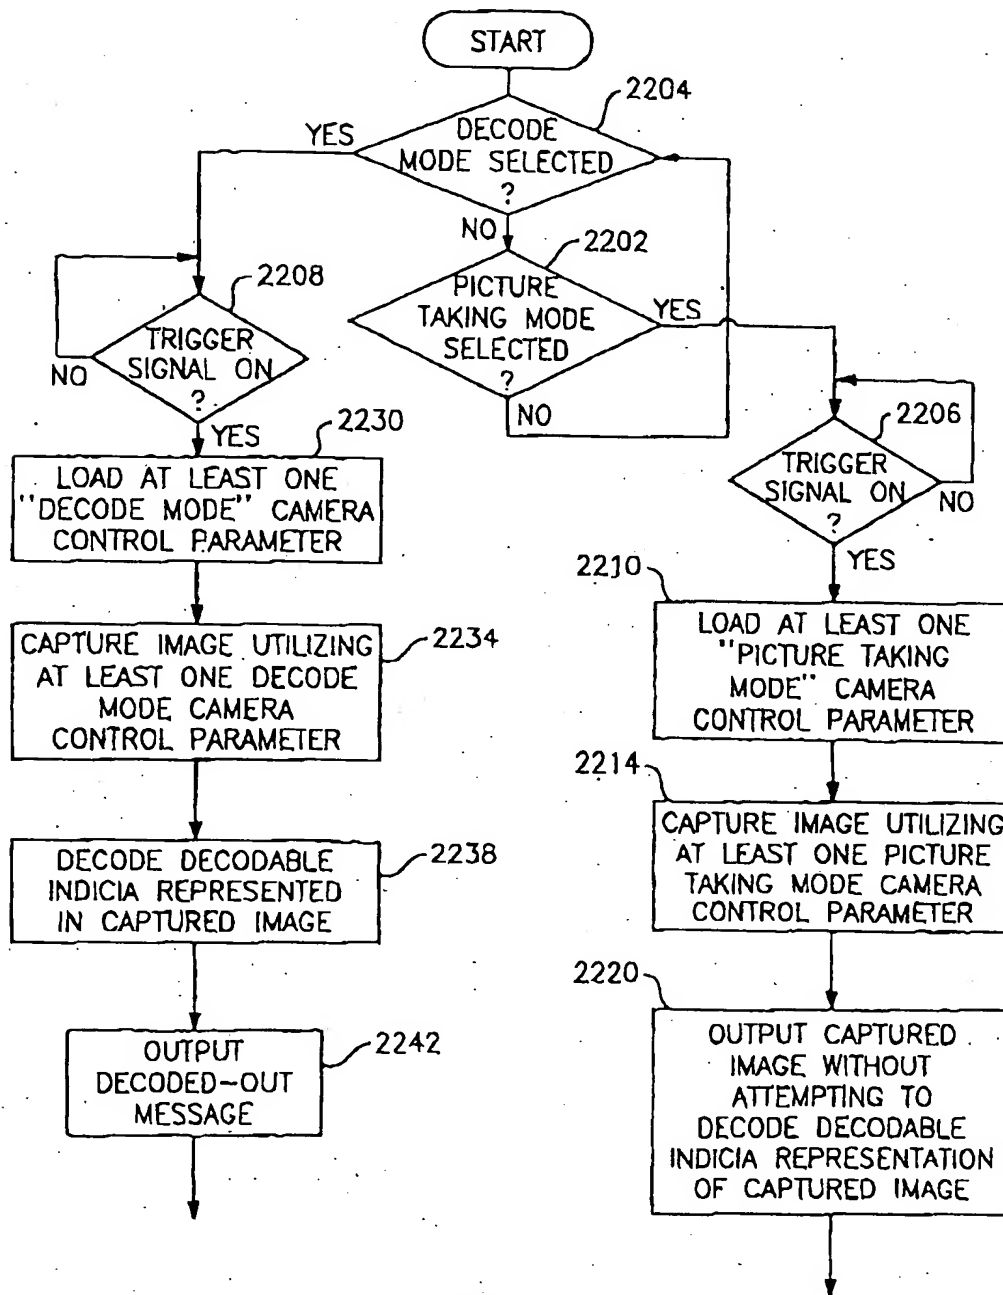 START
2204
DECODE
MODE SELECTED
?
YES
NO
2202
PICTURE
TAKING MODE
SELECTED
?
YES
NO
2208
TRIGGER
SIGNAL ON
?
NO
YES
2230
LOAD AT LEAST ONE
"DECODE MODE" CAMERA
CONTROL PARAMETER
2234
CAPTURE IMAGE UTILIZING
AT LEAST ONE DECODE
MODE CAMERA
CONTROL PARAMETER
2238
DECODE DECODABLE
INDICIA REPRESENTED
IN CAPTURED IMAGE
2242
OUTPUT
DECODED-OUT
MESSAGE
2206
TRIGGER
SIGNAL ON
?
NO
YES
2210
LOAD AT LEAST ONE
"PICTURE TAKING
MODE" CAMERA
CONTROL PARAMETER
2214
CAPTURE IMAGE UTILIZING
AT LEAST ONE PICTURE
TAKING MODE CAMERA
CONTROL PARAMETER
2220
OUTPUT CAPTURED
IMAGE WITHOUT
ATTEMPTING TO
DECODE DECODABLE
INDICIA REPRESENTATION
OF CAPTURED IMAGE